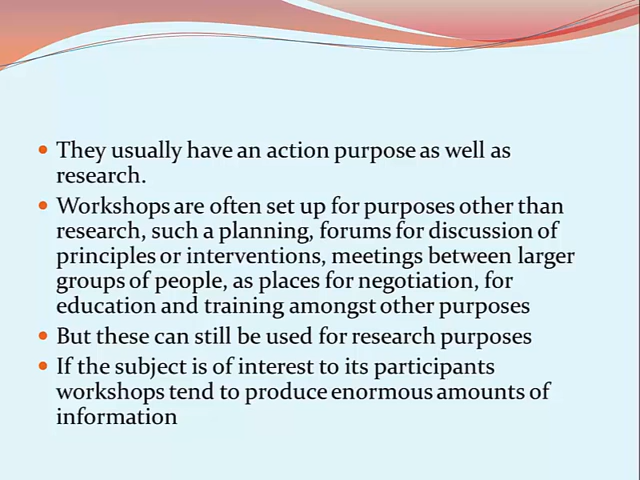 They usually have an action purpose as well as
research.
Workshops are often set up for purposes other than
research, such a planning, forums for discussion of
principles or interventions, meetings between larger
groups of people, as places for negotiation, for
education and training amongst other purposes
But these can still be used for research purposes
If the subject is of interest to its participants
workshops tend to produce enormous amounts of
information